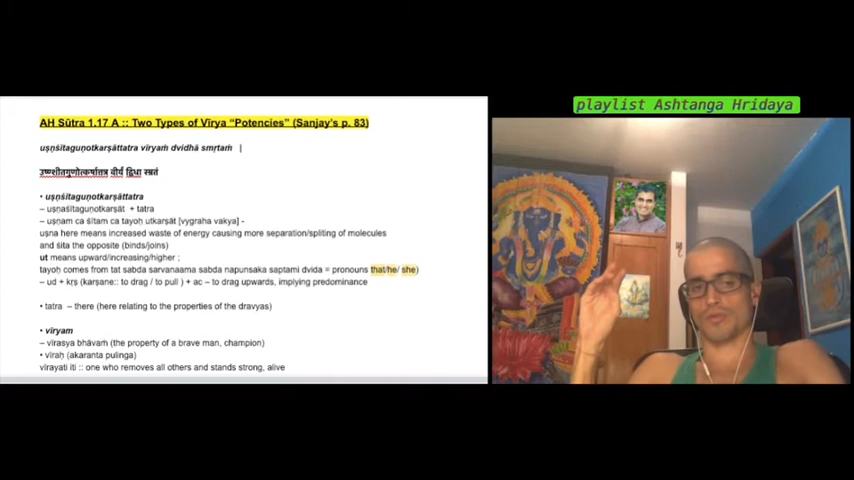 playlist Ashtanga Hridaya
AH Sūtra 1.17 A :: Two Types of Vīrya “Potencies” (Sanjay's p. 83)
uṣṇśītaguṇotkarṣāttatra vīryaṁ dvidhā smṛtaṁ |
उष्णशीतगुणोत्कर्षात्तत्र वीर्यं द्विधा स्मृतं
• uṣṇśītaguṇotkarṣāttatra
– uṣṇaśītaguṇotkarṣāt + tatra
– uṣṇam ca śītam ca tayoḥ utkarṣāt [vygraha vakya] -
uṣṇa here means increased waste of energy causing more separation/spliting of molecules
and śita the opposite (binds/joins)
ut means upward/increasing/higher ;
tayoḥ comes from tat sabda sarvanaama sabda napunsaka saptami dvida = pronouns that/he/ she)
– ud + kṛṣ (karṣane:: to drag / to pull ) + ac – to drag upwards, implying predominance
• tatra – there (here relating to the properties of the dravyas)
• vīryam
– vīrasya bhāvaṁ (the property of a brave man, champion)
• vīraḥ (akaranta pulinga)
vīrayati iti :: one who removes all others and stands strong, alive